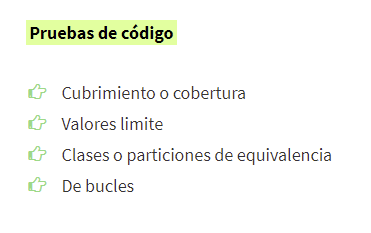 Pruebas de código
Cubrimiento o cobertura
Valores limite
Clases o particiones de equivalencia
De bucles